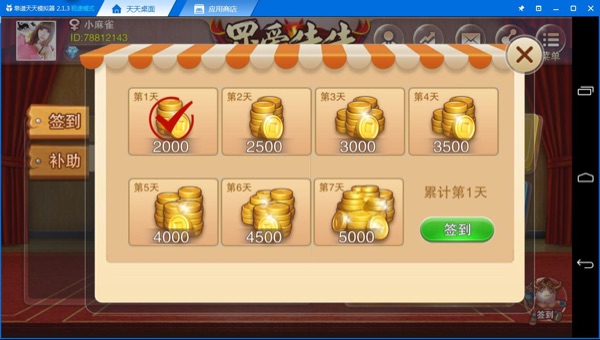 靠谱天天模拟器 2.1.3 极速模式
天天桌面
应用商店
小麻雀
ID:78812143
菜单
签到
补助
第1天
2000
第2天
2500
第3天
3000
第4天
3500
第5天
4000
第6天
4500
第7天
5000
累计第1天
签到
签到